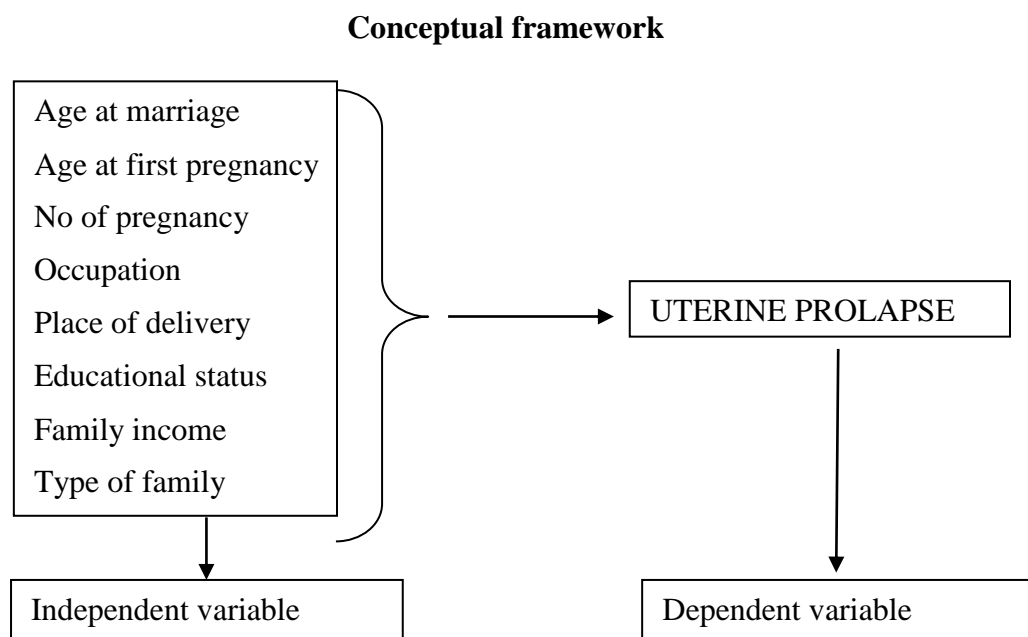 Conceptual framework
Age at marriage
Age at first pregnancy
No of pregnancy
Occupation
Place of delivery
Educational status
Family income
Type of family
UTERINE PROLAPSE
Independent variable
Dependent variable